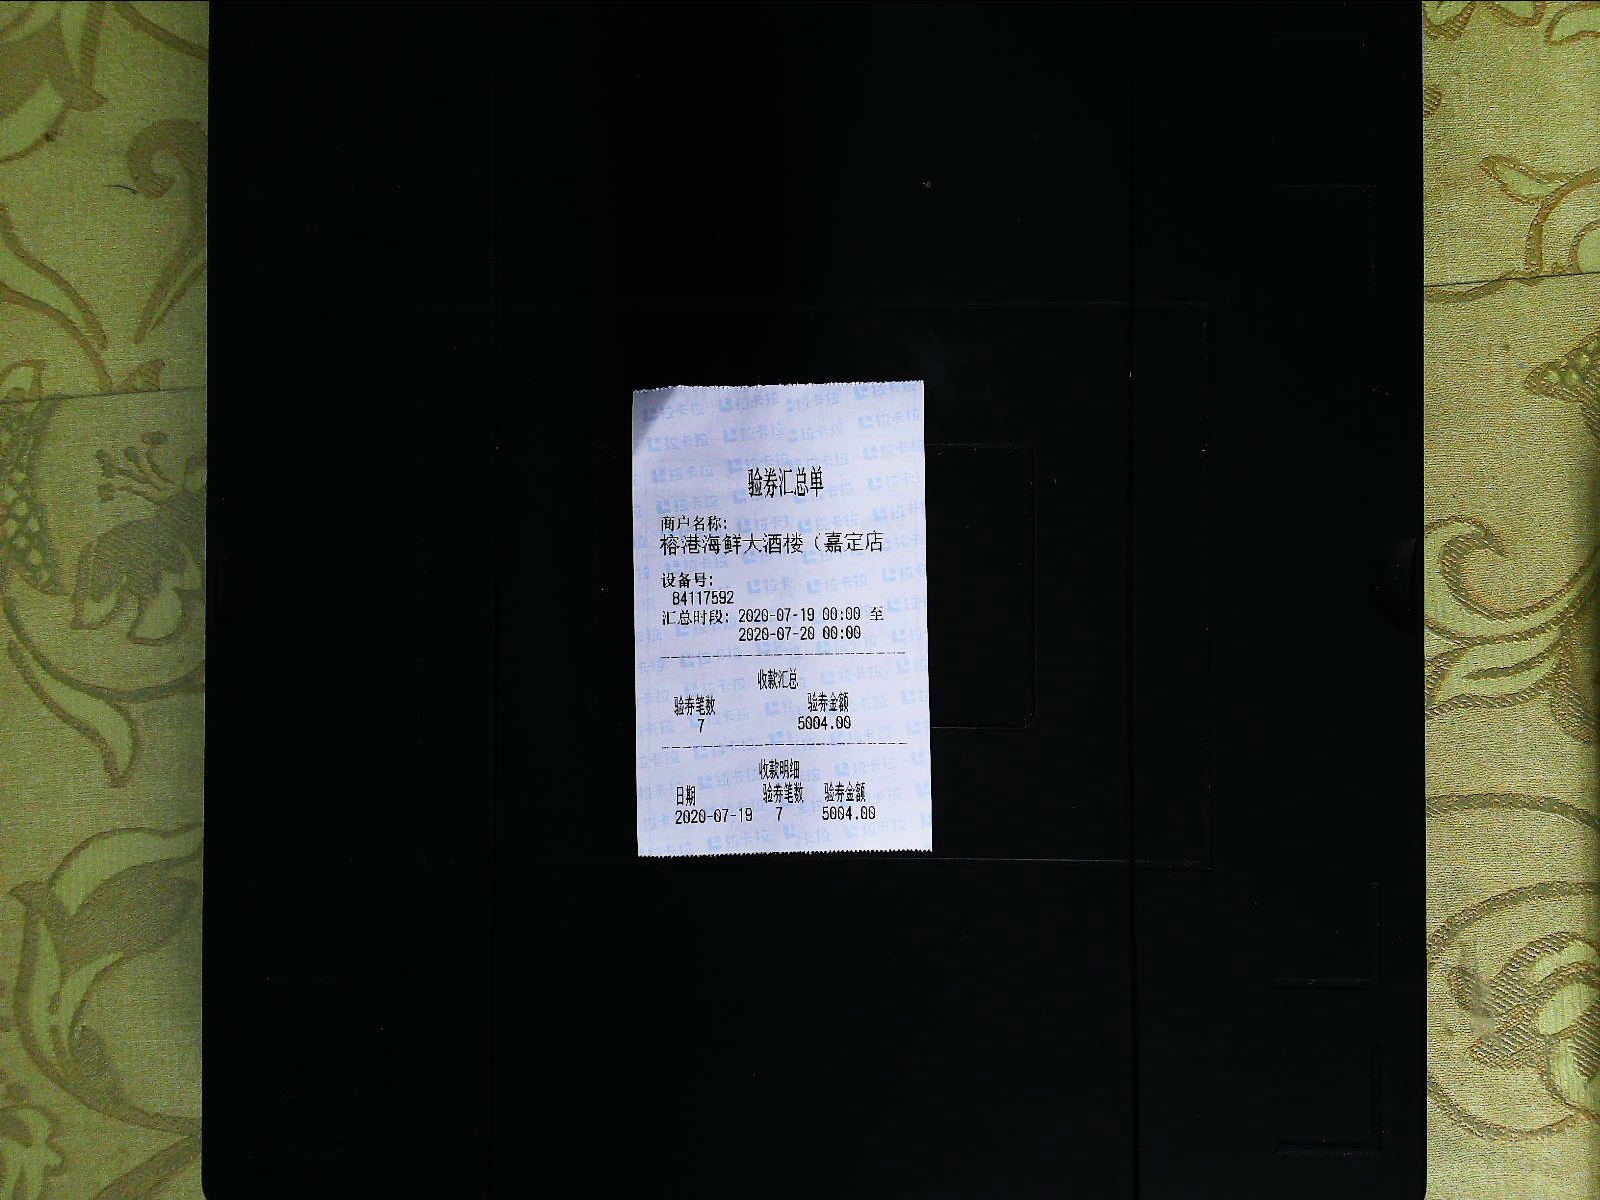 验券汇总单
商户名称:
榕港海鲜大酒楼（嘉定店
设备号:
84117592
汇总时段: 2020-07-19 00:00 至
2020-07-20 00:00
收款汇总
验券笔数 验券金额
7 5004.00
收款明细
日期 验券笔数 验券金额
2020-07-19 7 5004.00
拉卡拉